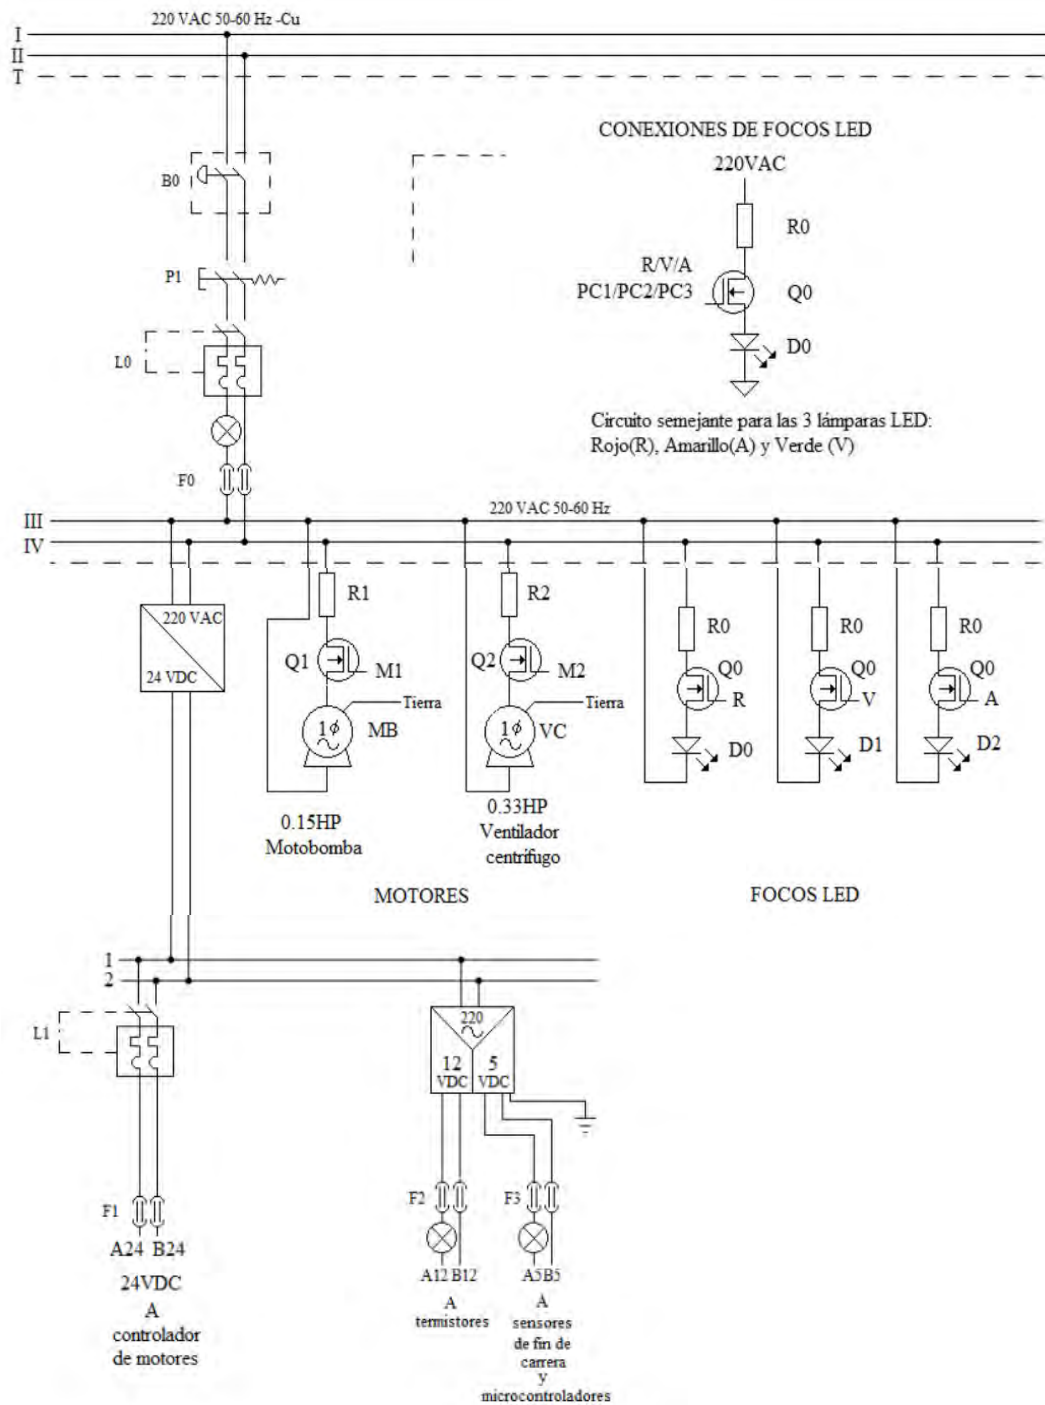 220 VAC 50-60 Hz -Cu
I
II
T
CONEXIONES DE FOCOS LED
220VAC
B0
R0
R/V/A
PC1/PC2/PC3
Q0
P1
D0
L0
Circuito semejante para las 3 lámparas LED:
Rojo(R), Amarillo(A) y Verde (V)
F0
220 VAC 50-60 Hz
III
IV
220 VAC
24 VDC
R1
Q1
M1
Tierra
1ϕ
MB
0.15HP
Motobomba
R2
Q2
M2
Tierra
1ϕ
VC
0.33HP
Ventilador
centrífugo
R0
Q0
R
D0
R0
Q0
V
D1
R0
Q0
A
D2
MOTORES
FOCOS LED
1
2
L1
220
12
VDC
5
VDC
F1
A24 B24
24VDC
A
controlador
de motores
F2
A12 B12
A
termistores
F3
A5B5
A
sensores
de fin de
carrera
y
microcontroladores